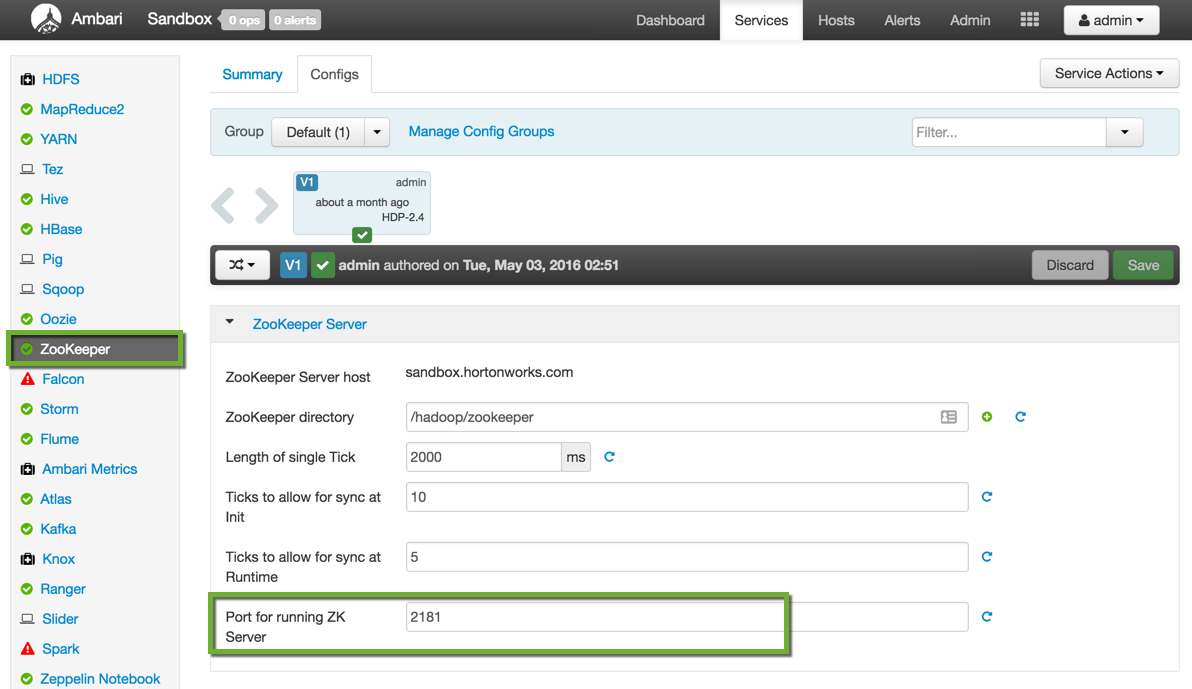 Ambari Sandbox 0 ops 0 alerts Dashboard Services Hosts Alerts Admin admin
HDFS
MapReduce2
YARN
Tez
Hive
HBase
Pig
Sqoop
Oozie
ZooKeeper
Falcon
Storm
Flume
Ambari Metrics
Atlas
Kafka
Knox
Ranger
Slider
Spark
Zeppelin Notebook
Summary Configs Service Actions
Group Default (1) Manage Config Groups Filter...
V1 admin
about a month ago
HDP-2.4
V1 admin authored on Tue, May 03, 2016 02:51 Discard Save
ZooKeeper Server
ZooKeeper Server host sandbox.hortonworks.com
ZooKeeper directory /hadoop/zookeeper
Length of single Tick 2000 ms
Ticks to allow for sync at 10
Init
Ticks to allow for sync at 5
Runtime
Port for running ZK 2181
Server